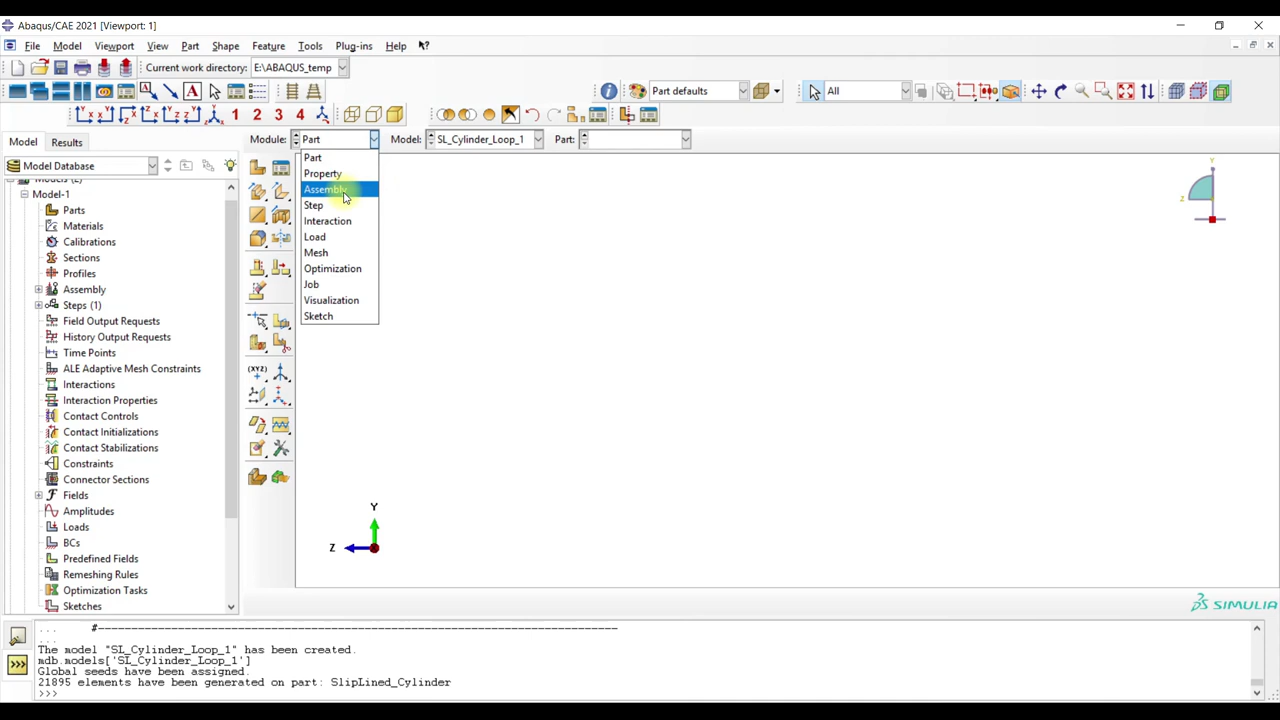 Abaqus/CAE 2021 [Viewport: 1]
File Model Viewport View Part Shape Feature Tools Plug-ins Help
Current work directory: E:\ABAQUS_temp
Part defaults All
1 2 3 4
Model Results Module: Part Model: SL_Cylinder_Loop_1 Part:
Model Database
Model-1
Parts
Materials
Calibrations
Sections
Profiles
Assembly
Steps (1)
Field Output Requests
History Output Requests
Time Points
ALE Adaptive Mesh Constraints
Interactions
Interaction Properties
Contact Controls
Contact Initializations
Contact Stabilizations
Constraints
Connector Sections
Fields
Amplitudes
Loads
BCs
Predefined Fields
Remeshing Rules
Optimization Tasks
Sketches
Part
Property
Assembly
Step
Interaction
Load
Mesh
Optimization
Job
Visualization
Sketch
(XYZ)
Y
Z
Y
Z
SIMULIA
... #---------------------------------------------------------------------
...
The model "SL_Cylinder_Loop_1" has been created.
mdb.models['SL_Cylinder_Loop_1']
Global seeds have been assigned.
21895 elements have been generated on part: SlipLined_Cylinder
>>>